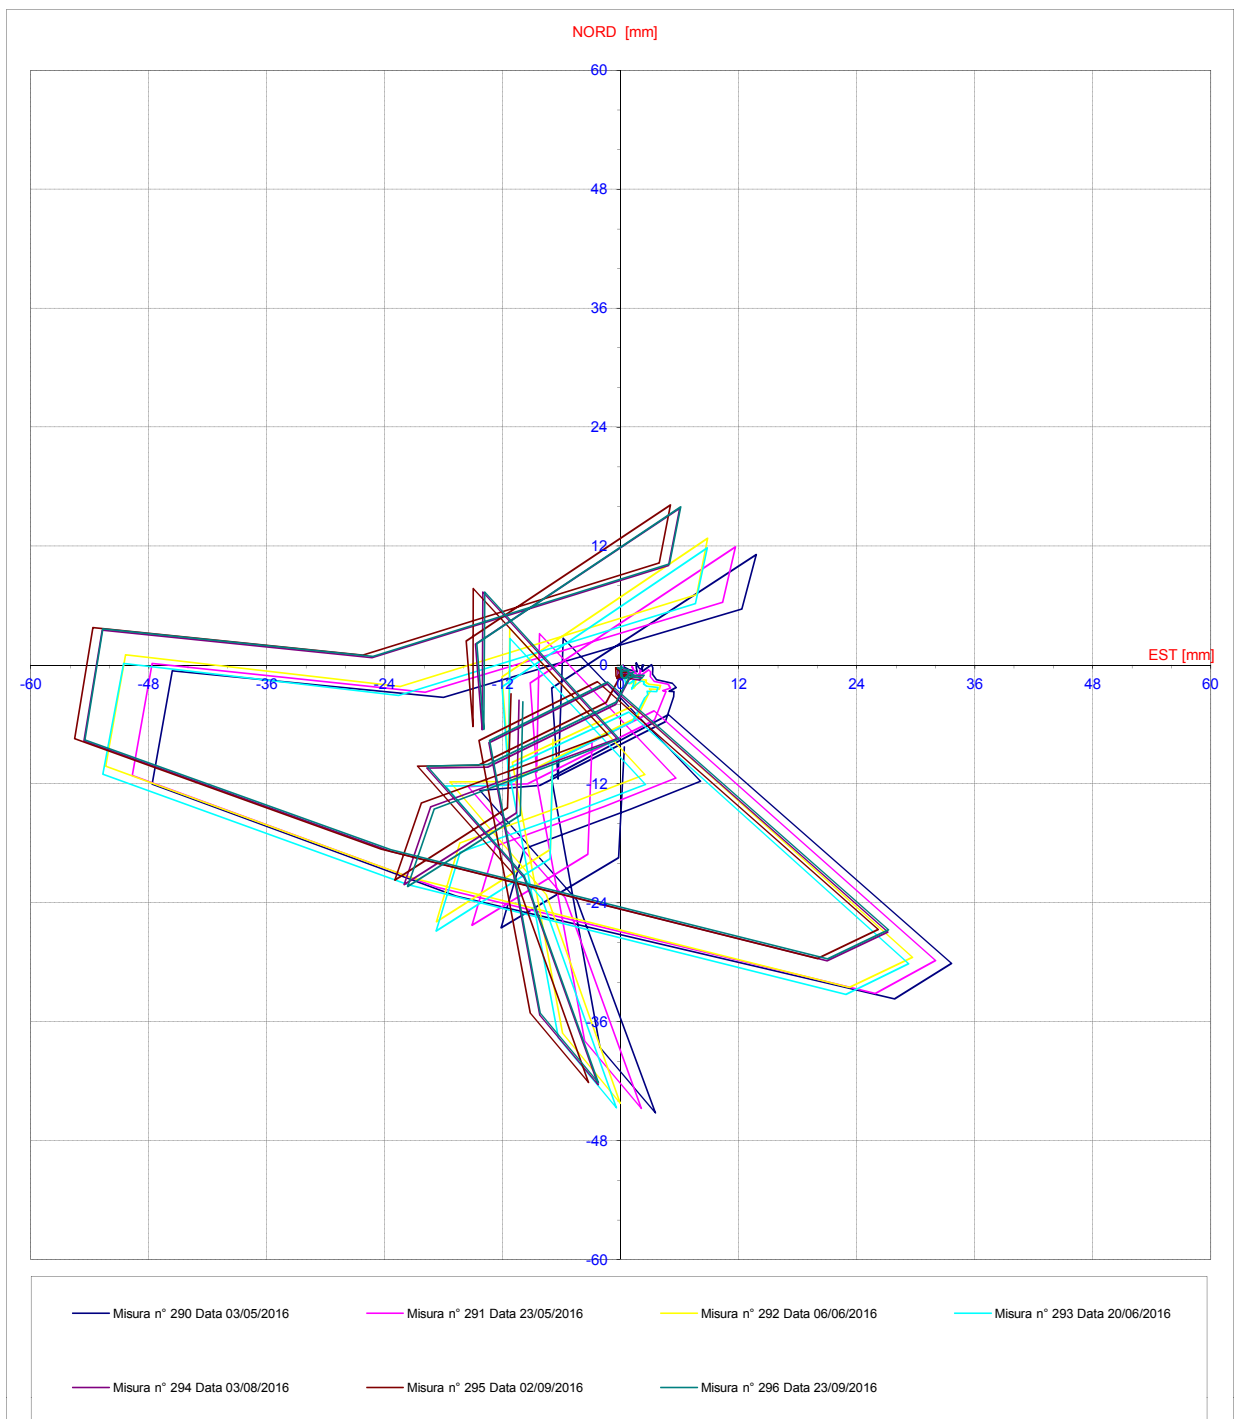 NORD [mm]
60
48
36
24
12
EST [mm]
0
-60 -48 -36 -24 -12 0 12 24 36 48 60
-12
-24
-36
-48
-60
Misura n° 290 Data 03/05/2016 Misura n° 291 Data 23/05/2016 Misura n° 292 Data 06/06/2016 Misura n° 293 Data 20/06/2016
Misura n° 294 Data 03/08/2016 Misura n° 295 Data 02/09/2016 Misura n° 296 Data 23/09/2016